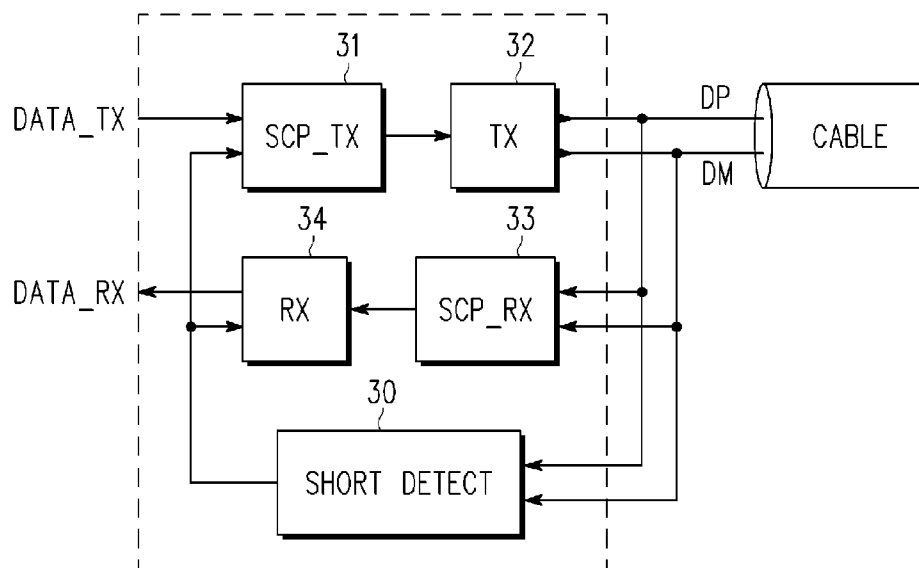 31
32
DATA_TX
SCP_TX
TX
DP
DM
CABLE
34
33
DATA_RX
RX
SCP_RX
30
SHORT DETECT